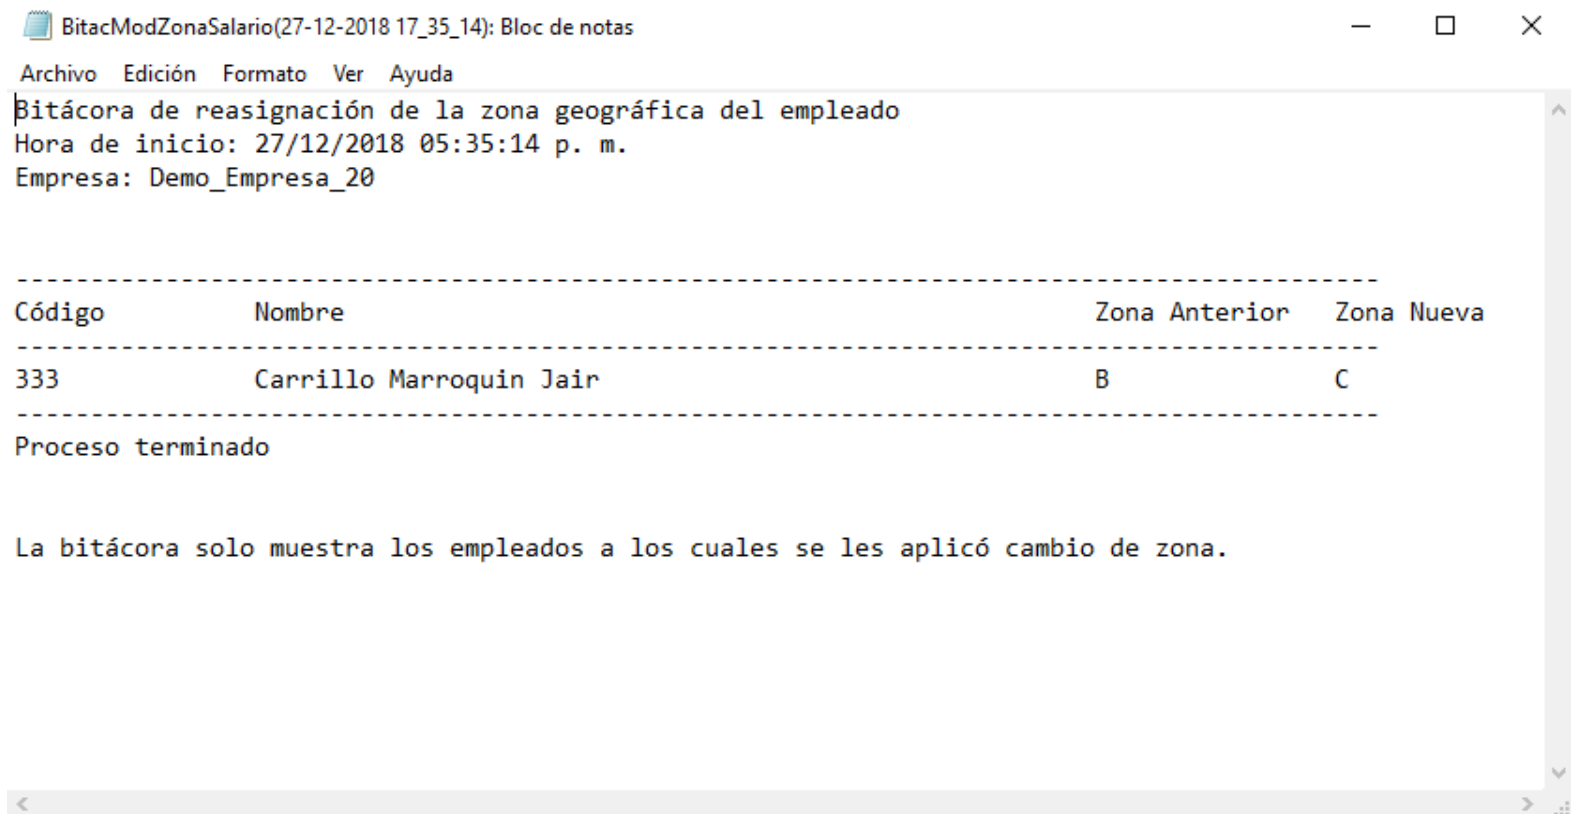 BitacModZonaSalario(27-12-2018 17_35_14): Bloc de notas
Archivo Edición Formato Ver Ayuda
Bitácora de reasignación de la zona geográfica del empleado
Hora de inicio: 27/12/2018 05:35:14 p. m.
Empresa: Demo_Empresa_20
-------------------------------------------------------------------------------------------
Código Nombre Zona Anterior Zona Nueva
-------------------------------------------------------------------------------------------
333 Carrillo Marroquin Jair B C
-------------------------------------------------------------------------------------------
Proceso terminado
La bitácora solo muestra los empleados a los cuales se les aplicó cambio de zona.